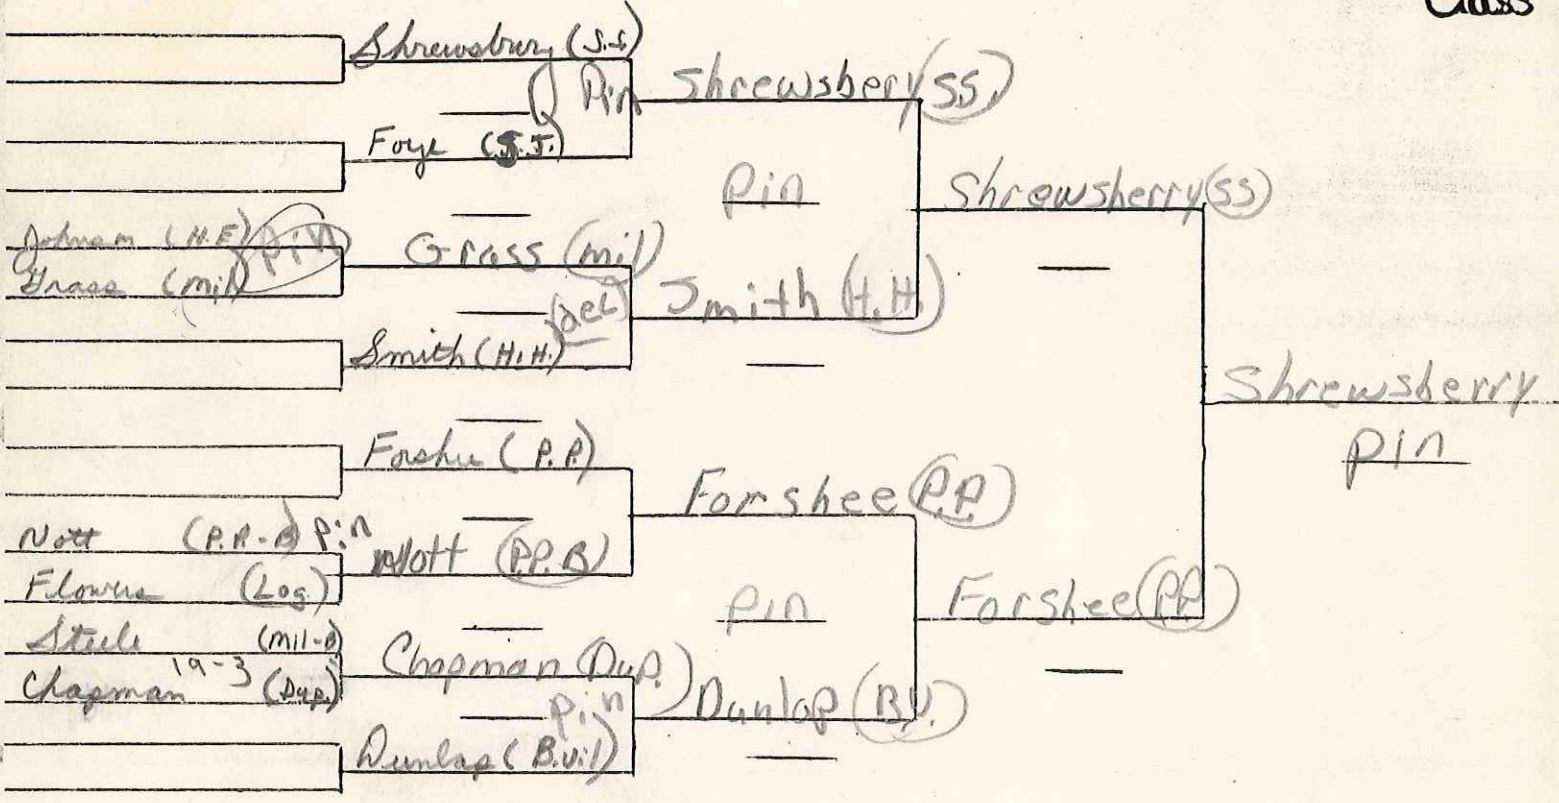 Class
Shrewsbury (S.S.)
Pin
Foye (S.J.)
Johnson (H.E) pin
Grass (Mil)
Grass (mil)
Smith (H.H.)
Forshee (P.P.)
Nott (P.P.-B) pin
Flowers (Log.)
Nott (P.P.B)
Steele (Mil-B)
Chapman 19-3 (Dup.)
Chapman (Dup.)
pin
Dunlap (B.vil)
Shrewsbery (SS)
pin
Smith (H.H.)
Forshee (P.P.)
pin
Dunlap (B.V.)
Shrewsberry (SS)
Forshee (P.P.)
Shrewsberry
pin